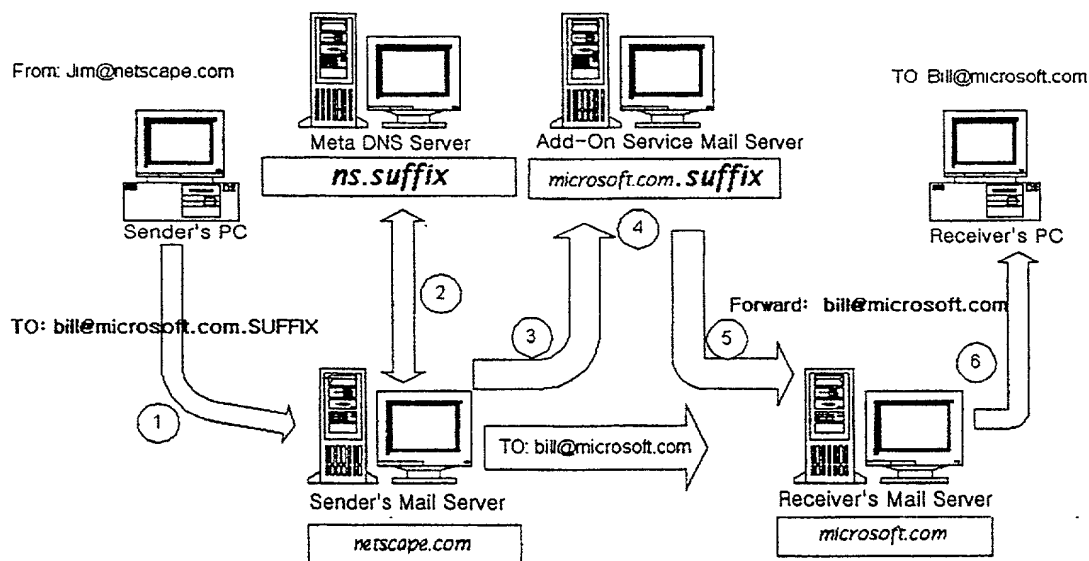 From: Jim@netscape.com
TO Bill@microsoft.com
Meta DNS Server
Add-On Service Mail Server
ns.suffix
microsoft.com.suffix
Sender's PC
Receiver's PC
4
2
Forward: bill@microsoft.com
TO: bill@microsoft.com.SUFFIX
3
5
6
1
TO: bill@microsoft.com
Sender's Mail Server
Receiver's Mail Server
netscape.com
microsoft.com